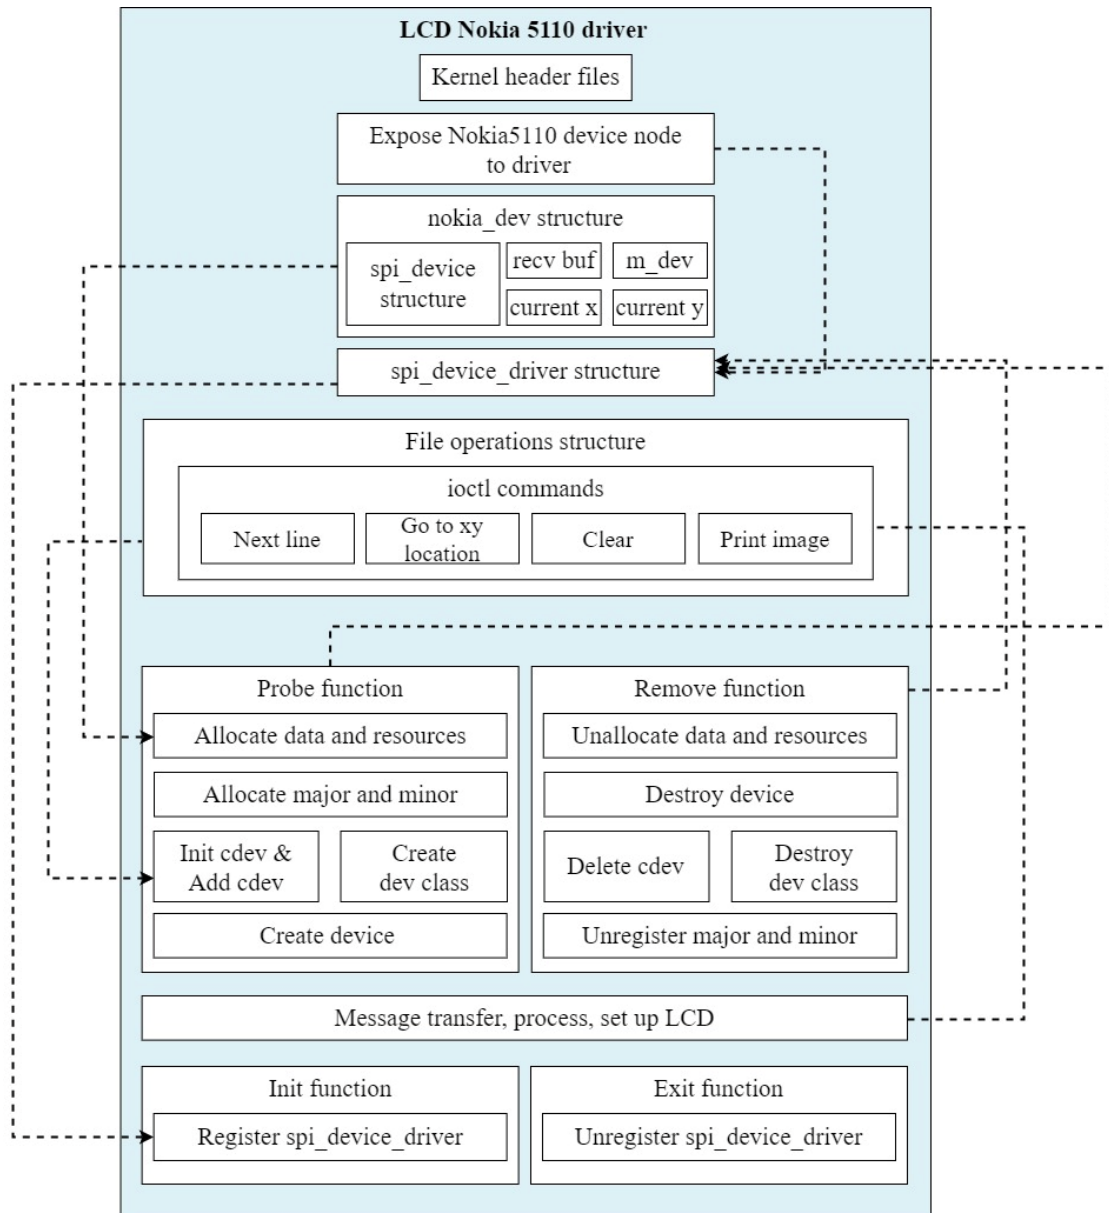 LCD Nokia 5110 driver
Kernel header files
Expose Nokia5110 device node
to driver
nokia_dev structure
spi_device
structure
recv buf
m_dev
current x
current y
spi_device_driver structure
File operations structure
ioctl commands
Next line
Go to xy
location
Clear
Print image
Probe function
Allocate data and resources
Allocate major and minor
Init cdev &
Add cdev
Create
dev class
Create device
Remove function
Unallocate data and resources
Destroy device
Delete cdev
Destroy
dev class
Unregister major and minor
Message transfer, process, set up LCD
Init function
Register spi_device_driver
Exit function
Unregister spi_device_driver